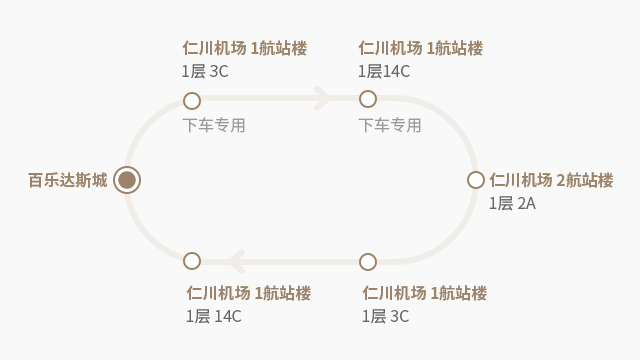 仁川机场 1航站楼
1层 3C
下车专用
仁川机场 1航站楼
1层14C
下车专用
百乐达斯城
仁川机场 2航站楼
1层 2A
仁川机场 1航站楼
1层 14C
仁川机场 1航站楼
1层 3C